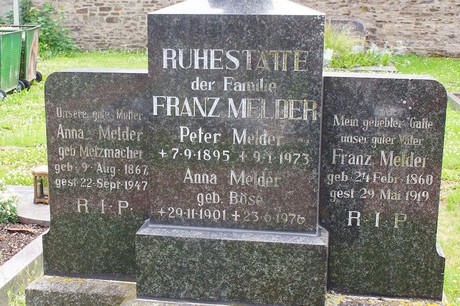 Unsere gute Mutter
Anna Melder
geb Metzmacher
geb 9. Aug 1867
gest 22. Sept 1947
R.I.P.
RUHESTÄTTE
der Familie
FRANZ MELDER
Peter Melder
+7·9·1895 +9·1·1973
Anna Melder
geb. Böse
+29·11·1901 +23·6·1976
Mein geliebter Gatte
unser guter Vater
Franz Melder
geb 24 Febr 1860
gest 29 Mai 1919
R.I.P.